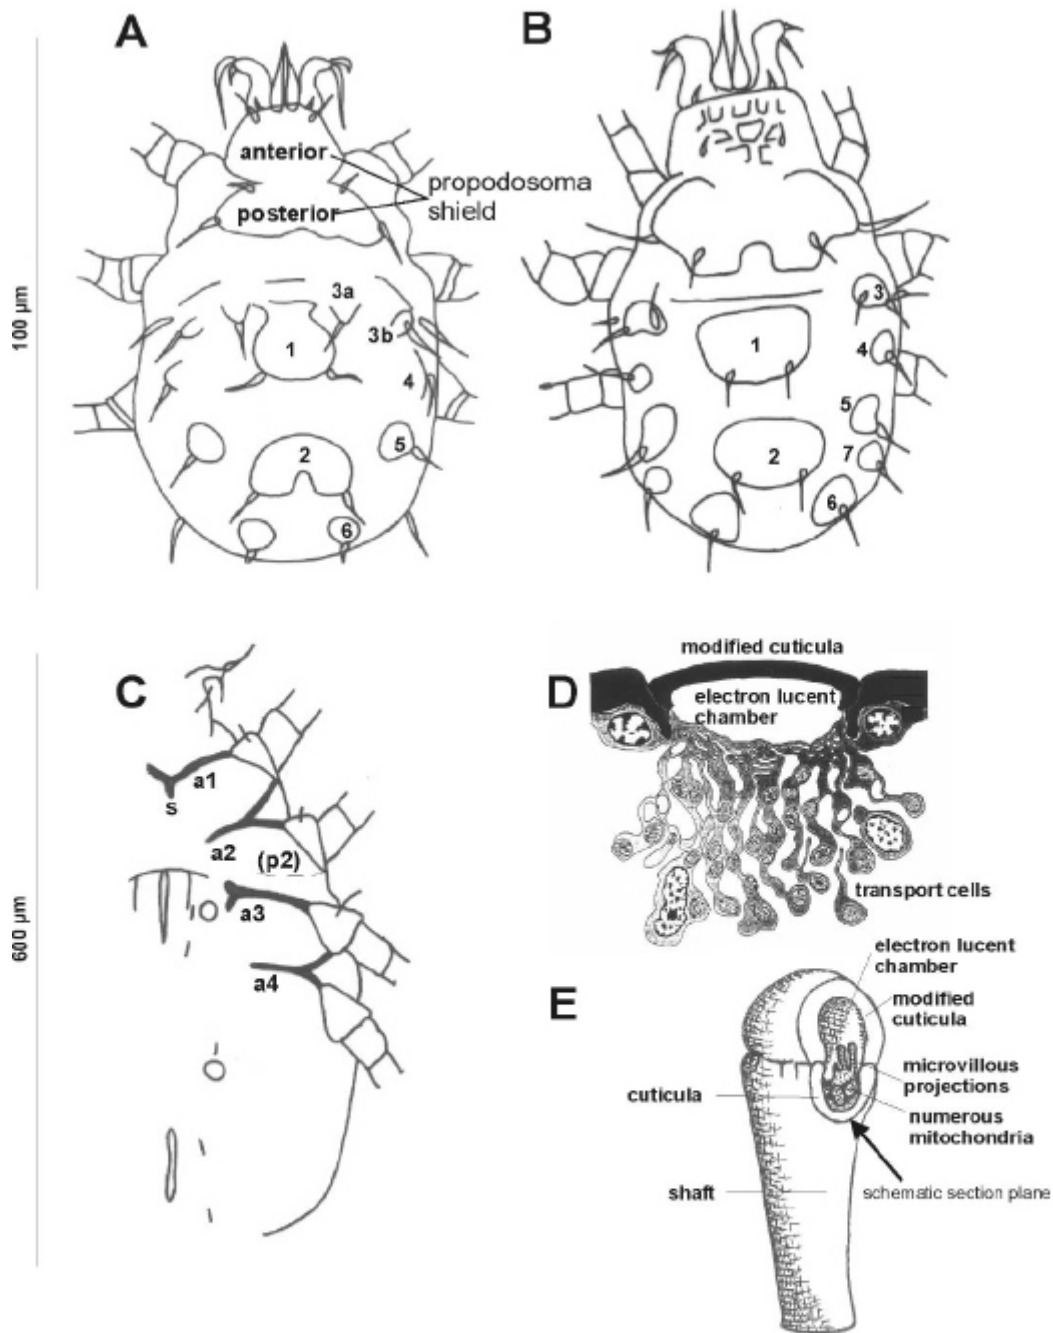 A
B
anterior
posterior
propodosoma
shield
3a
3b
1
4
5
2
6
3
1
4
5
2
7
6
100 µm
C
a1
s
a2
(p2)
a3
a4
600 µm
D
modified cuticula
electron lucent
chamber
transport cells
E
electron lucent
chamber
modified
cuticula
microvillous
projections
cuticula
numerous
mitochondria
shaft
schematic section plane